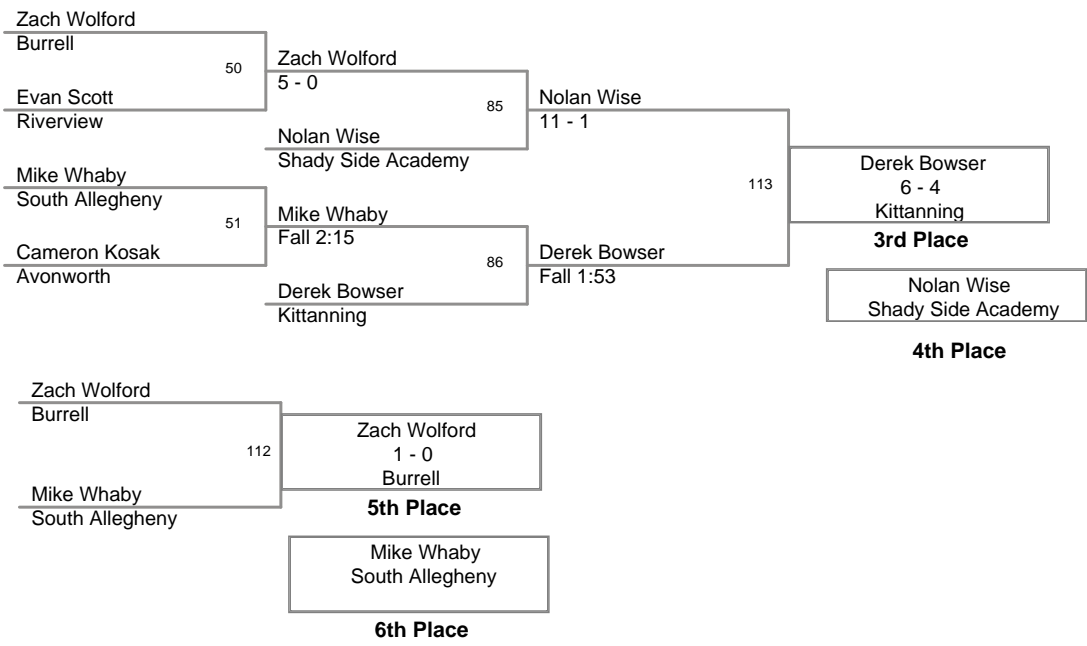 Zach Wolford
Burrell
50
Evan Scott
Riverview
Zach Wolford
5 - 0
85
Nolan Wise
Shady Side Academy
Mike Whaby
South Allegheny
51
Cameron Kosak
Avonworth
Mike Whaby
Fall 2:15
86
Derek Bowser
Kittanning
Nolan Wise
11 - 1
113
Derek Bowser
Fall 1:53
Derek Bowser
6 - 4
Kittanning
3rd Place
Nolan Wise
Shady Side Academy
4th Place
Zach Wolford
Burrell
112
Mike Whaby
South Allegheny
Zach Wolford
1 - 0
Burrell
5th Place
Mike Whaby
South Allegheny
6th Place